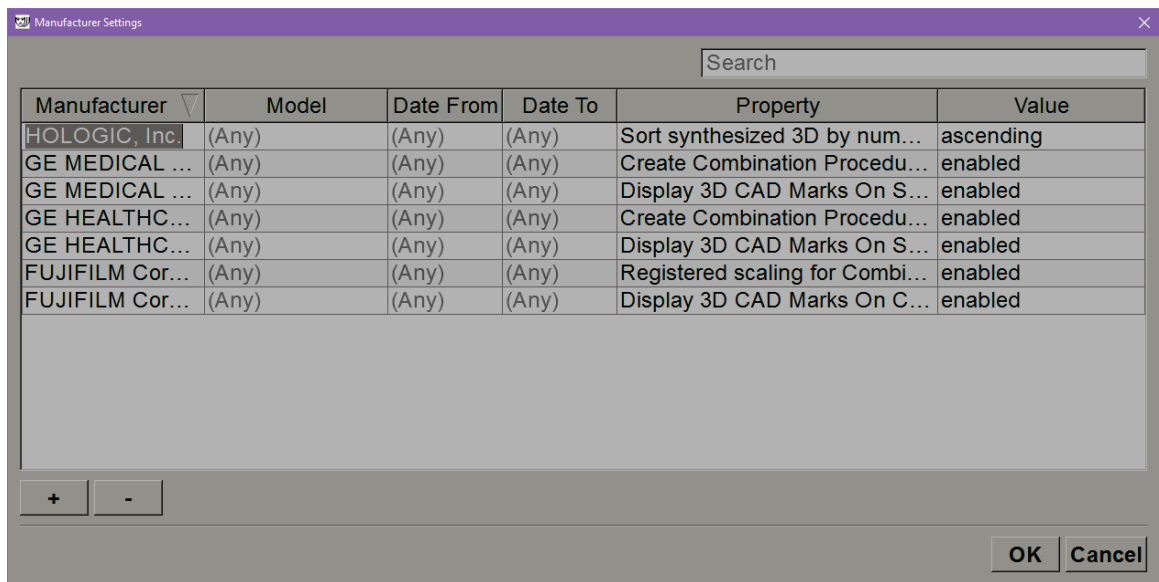 Manufacturer Settings
Search
Manufacturer Model Date From Date To Property Value
HOLOGIC, Inc. (Any) (Any) (Any) Sort synthesized 3D by num... ascending
GE MEDICAL ... (Any) (Any) (Any) Create Combination Procedu... enabled
GE MEDICAL ... (Any) (Any) (Any) Display 3D CAD Marks On S... enabled
GE HEALTHC... (Any) (Any) (Any) Create Combination Procedu... enabled
GE HEALTHC... (Any) (Any) (Any) Display 3D CAD Marks On S... enabled
FUJIFILM Cor... (Any) (Any) (Any) Registered scaling for Combi... enabled
FUJIFILM Cor... (Any) (Any) (Any) Display 3D CAD Marks On C... enabled
+ -
OK Cancel